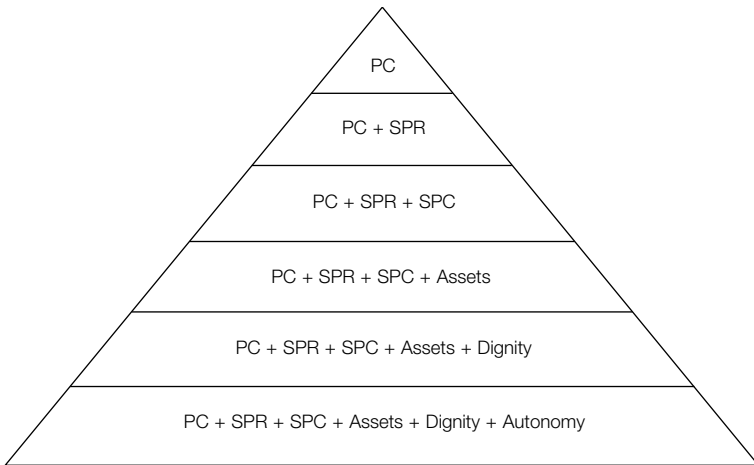 PC
PC + SPR
PC + SPR + SPC
PC + SPR + SPC + Assets
PC + SPR + SPC + Assets + Dignity
PC + SPR + SPC + Assets + Dignity + Autonomy